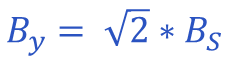 B_y = √2 * B_S